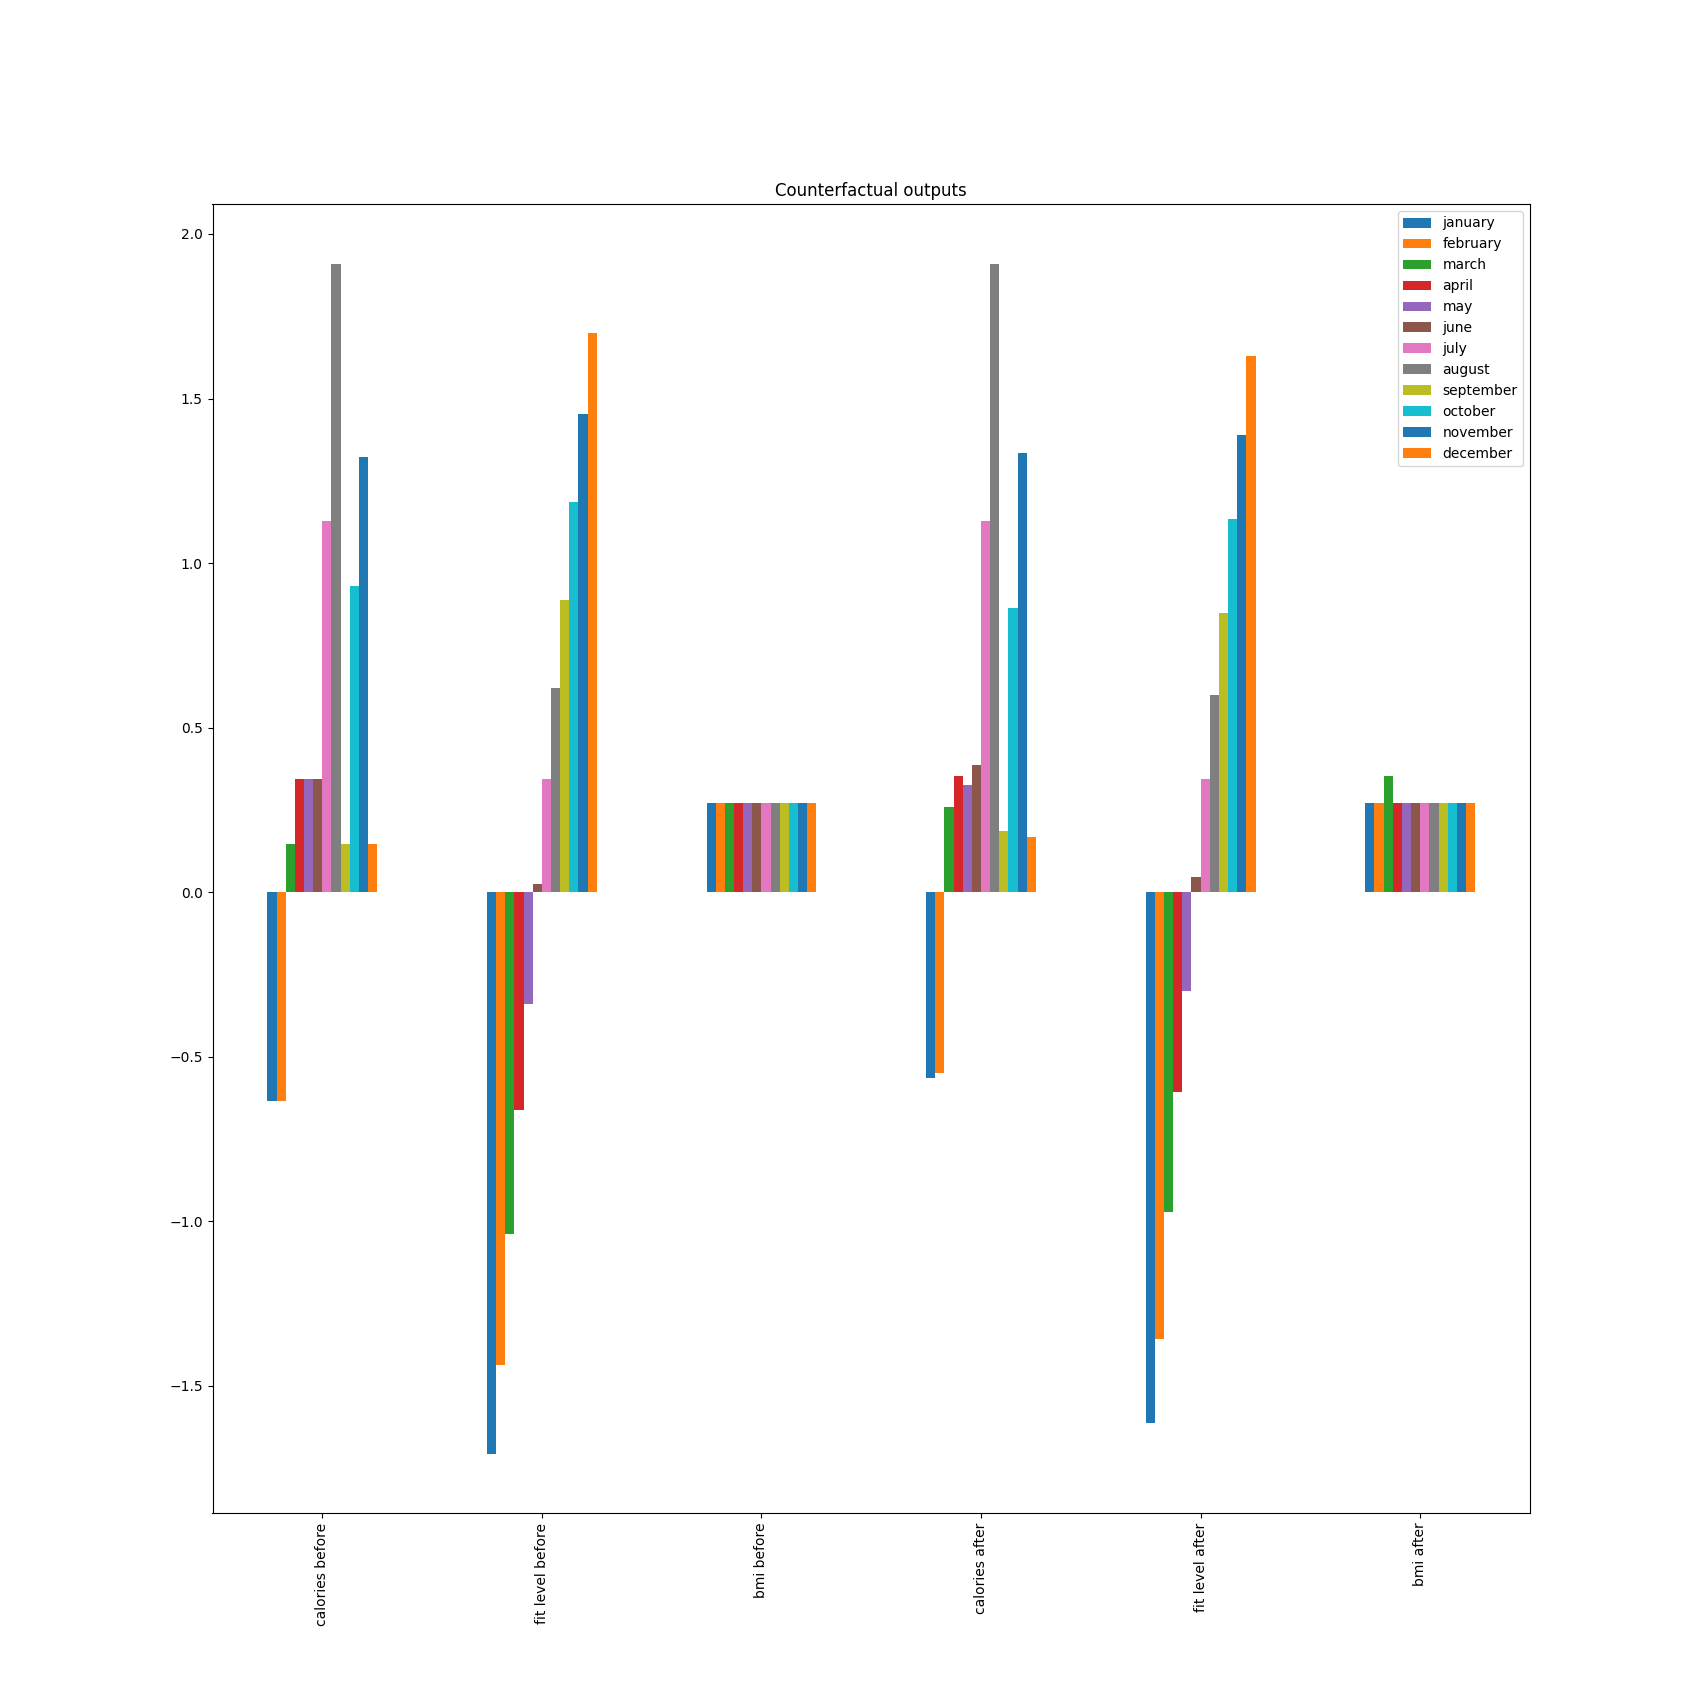 Counterfactual outputs
january
february
march
april
may
june
july
august
september
october
november
december
2.0
1.5
1.0
0.5
0.0
−0.5
−1.0
−1.5
calories before
fit level before
bmi before
calories after
fit level after
bmi after